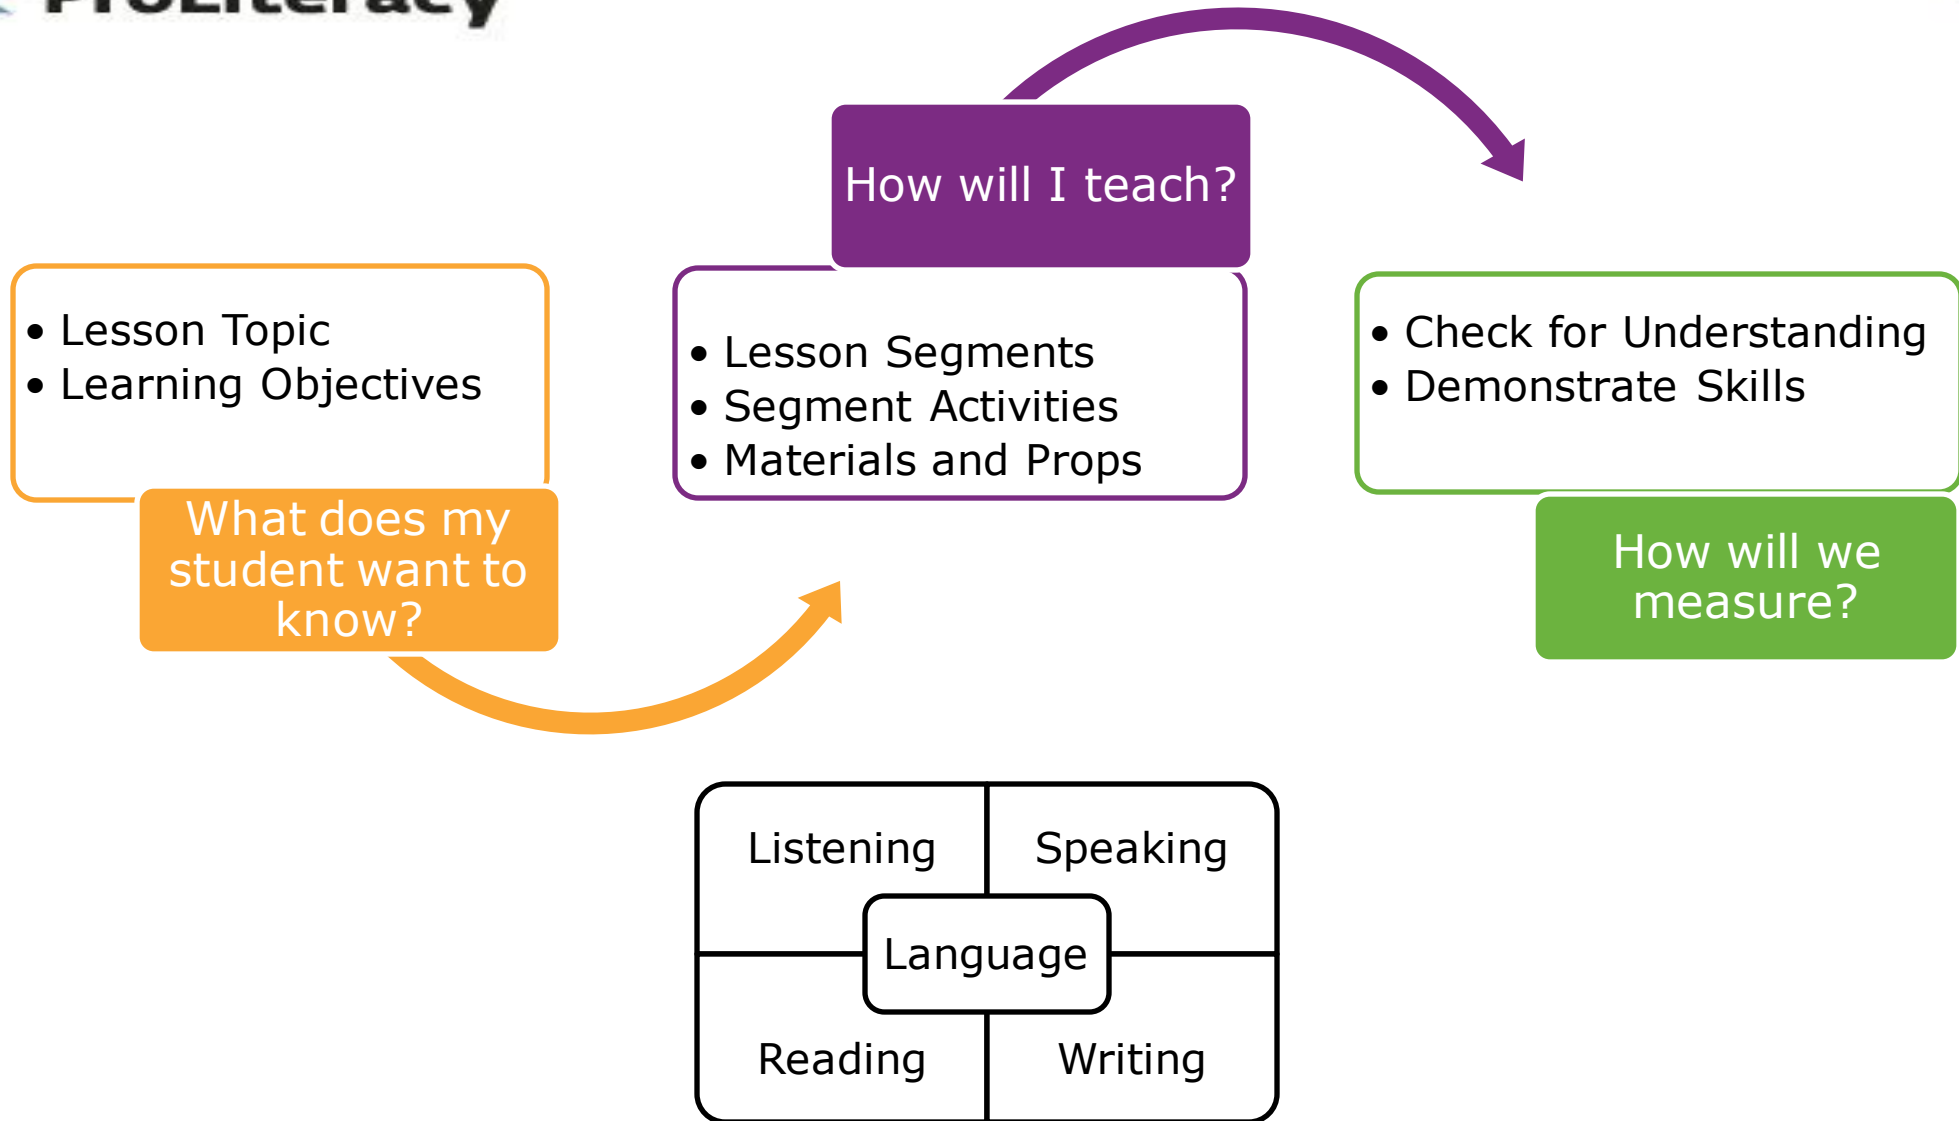 ProLiteracy
How will I teach?
• Lesson Topic
• Learning Objectives
What does my
student want to
know?
• Lesson Segments
• Segment Activities
• Materials and Props
• Check for Understanding
• Demonstrate Skills
How will we
measure?
Listening
Speaking
Language
Reading
Writing